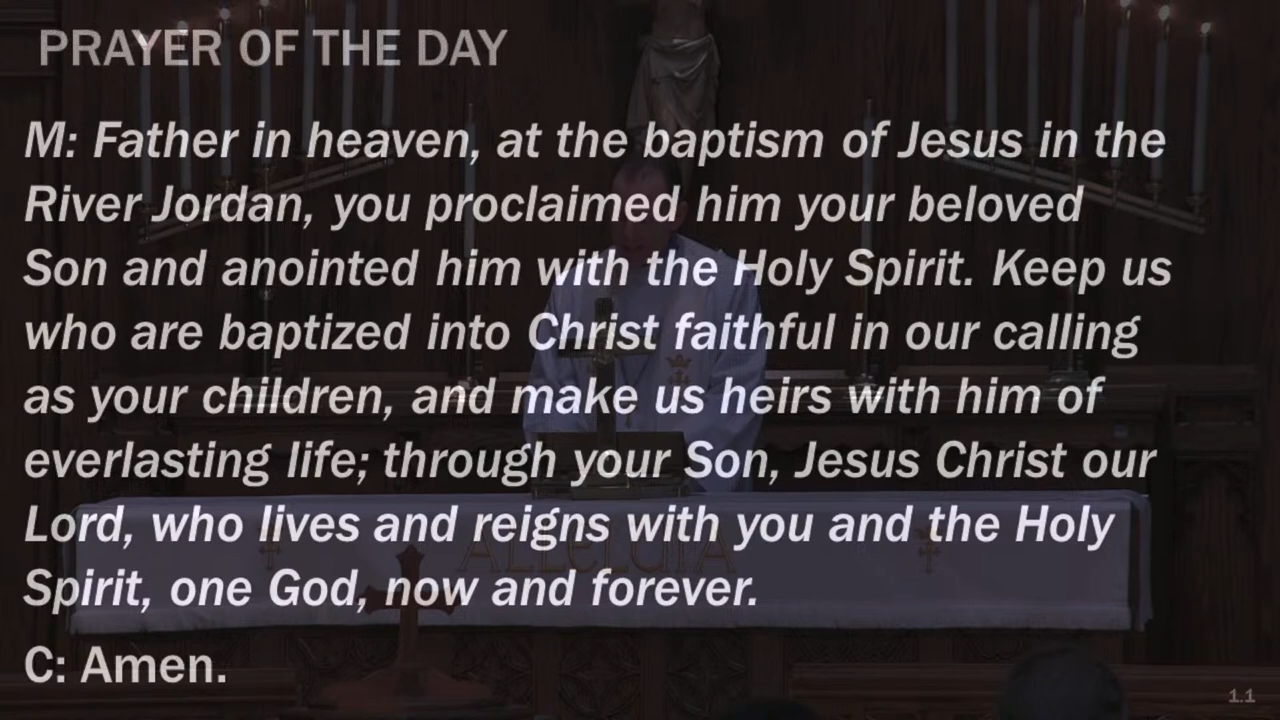 PRAYER OF THE DAY
M: Father in heaven, at the baptism of Jesus in the
River Jordan, you proclaimed him your beloved
Son and anointed him with the Holy Spirit. Keep us
who are baptized into Christ faithful in our calling
as your children, and make us heirs with him of
everlasting life; through your Son, Jesus Christ our
Lord, who lives and reigns with you and the Holy
ALLELUIA
Spirit, one God, now and forever.
C: Amen.
1.1